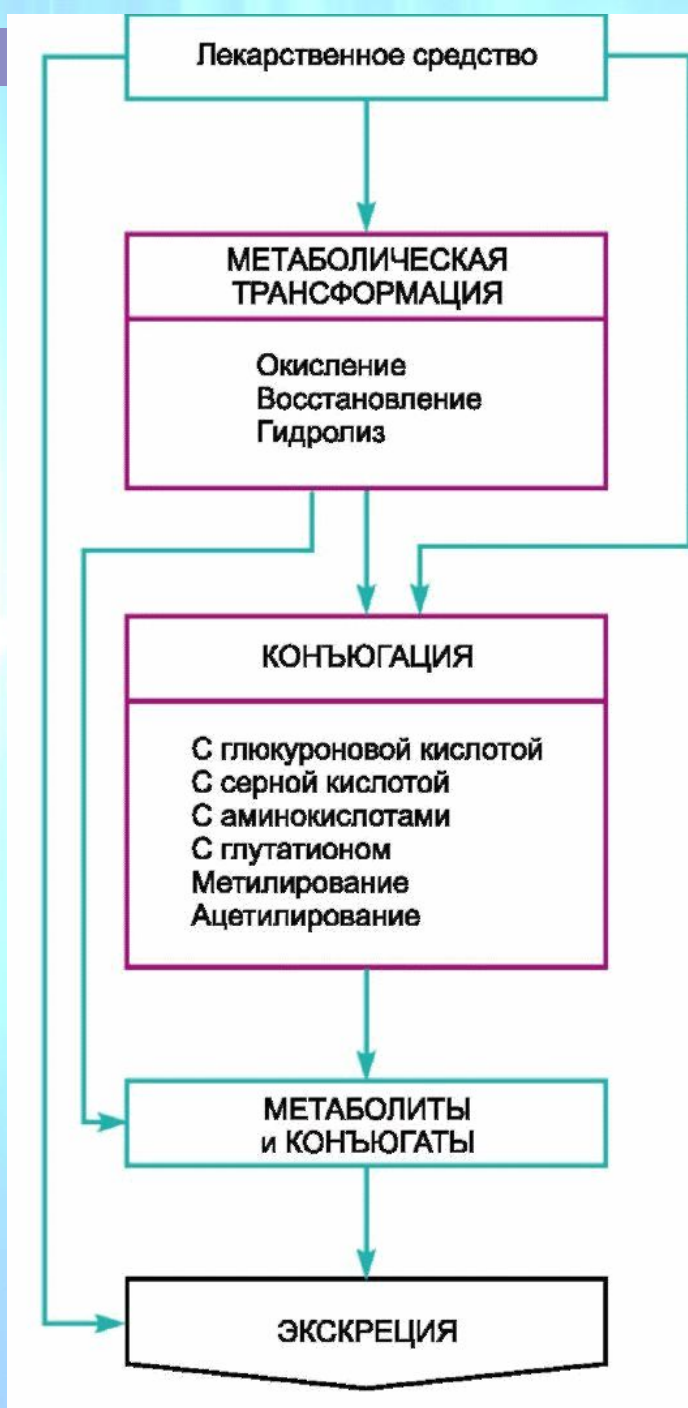 Лекарственное средство
МЕТАБОЛИЧЕСКАЯ
ТРАНСФОРМАЦИЯ
Окисление
Восстановление
Гидролиз
КОНЪЮГАЦИЯ
С глюкуроновой кислотой
С серной кислотой
С аминокислотами
С глутатионом
Метилирование
Ацетилирование
МЕТАБОЛИТЫ
и КОНЪЮГАТЫ
ЭКСКРЕЦИЯ